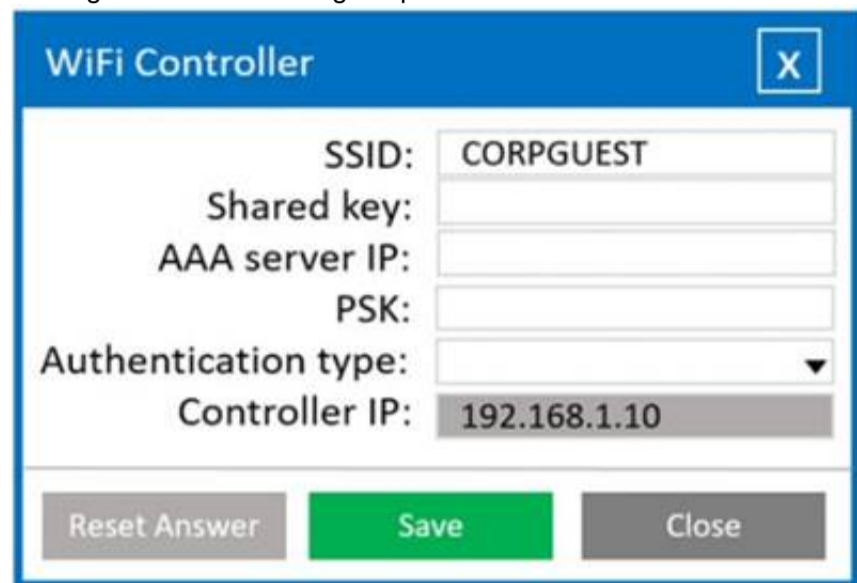 WiFi Controller X
SSID: CORPGUEST
Shared key:
AAA server IP:
PSK:
Authentication type:
Controller IP: 192.168.1.10
Reset Answer Save Close